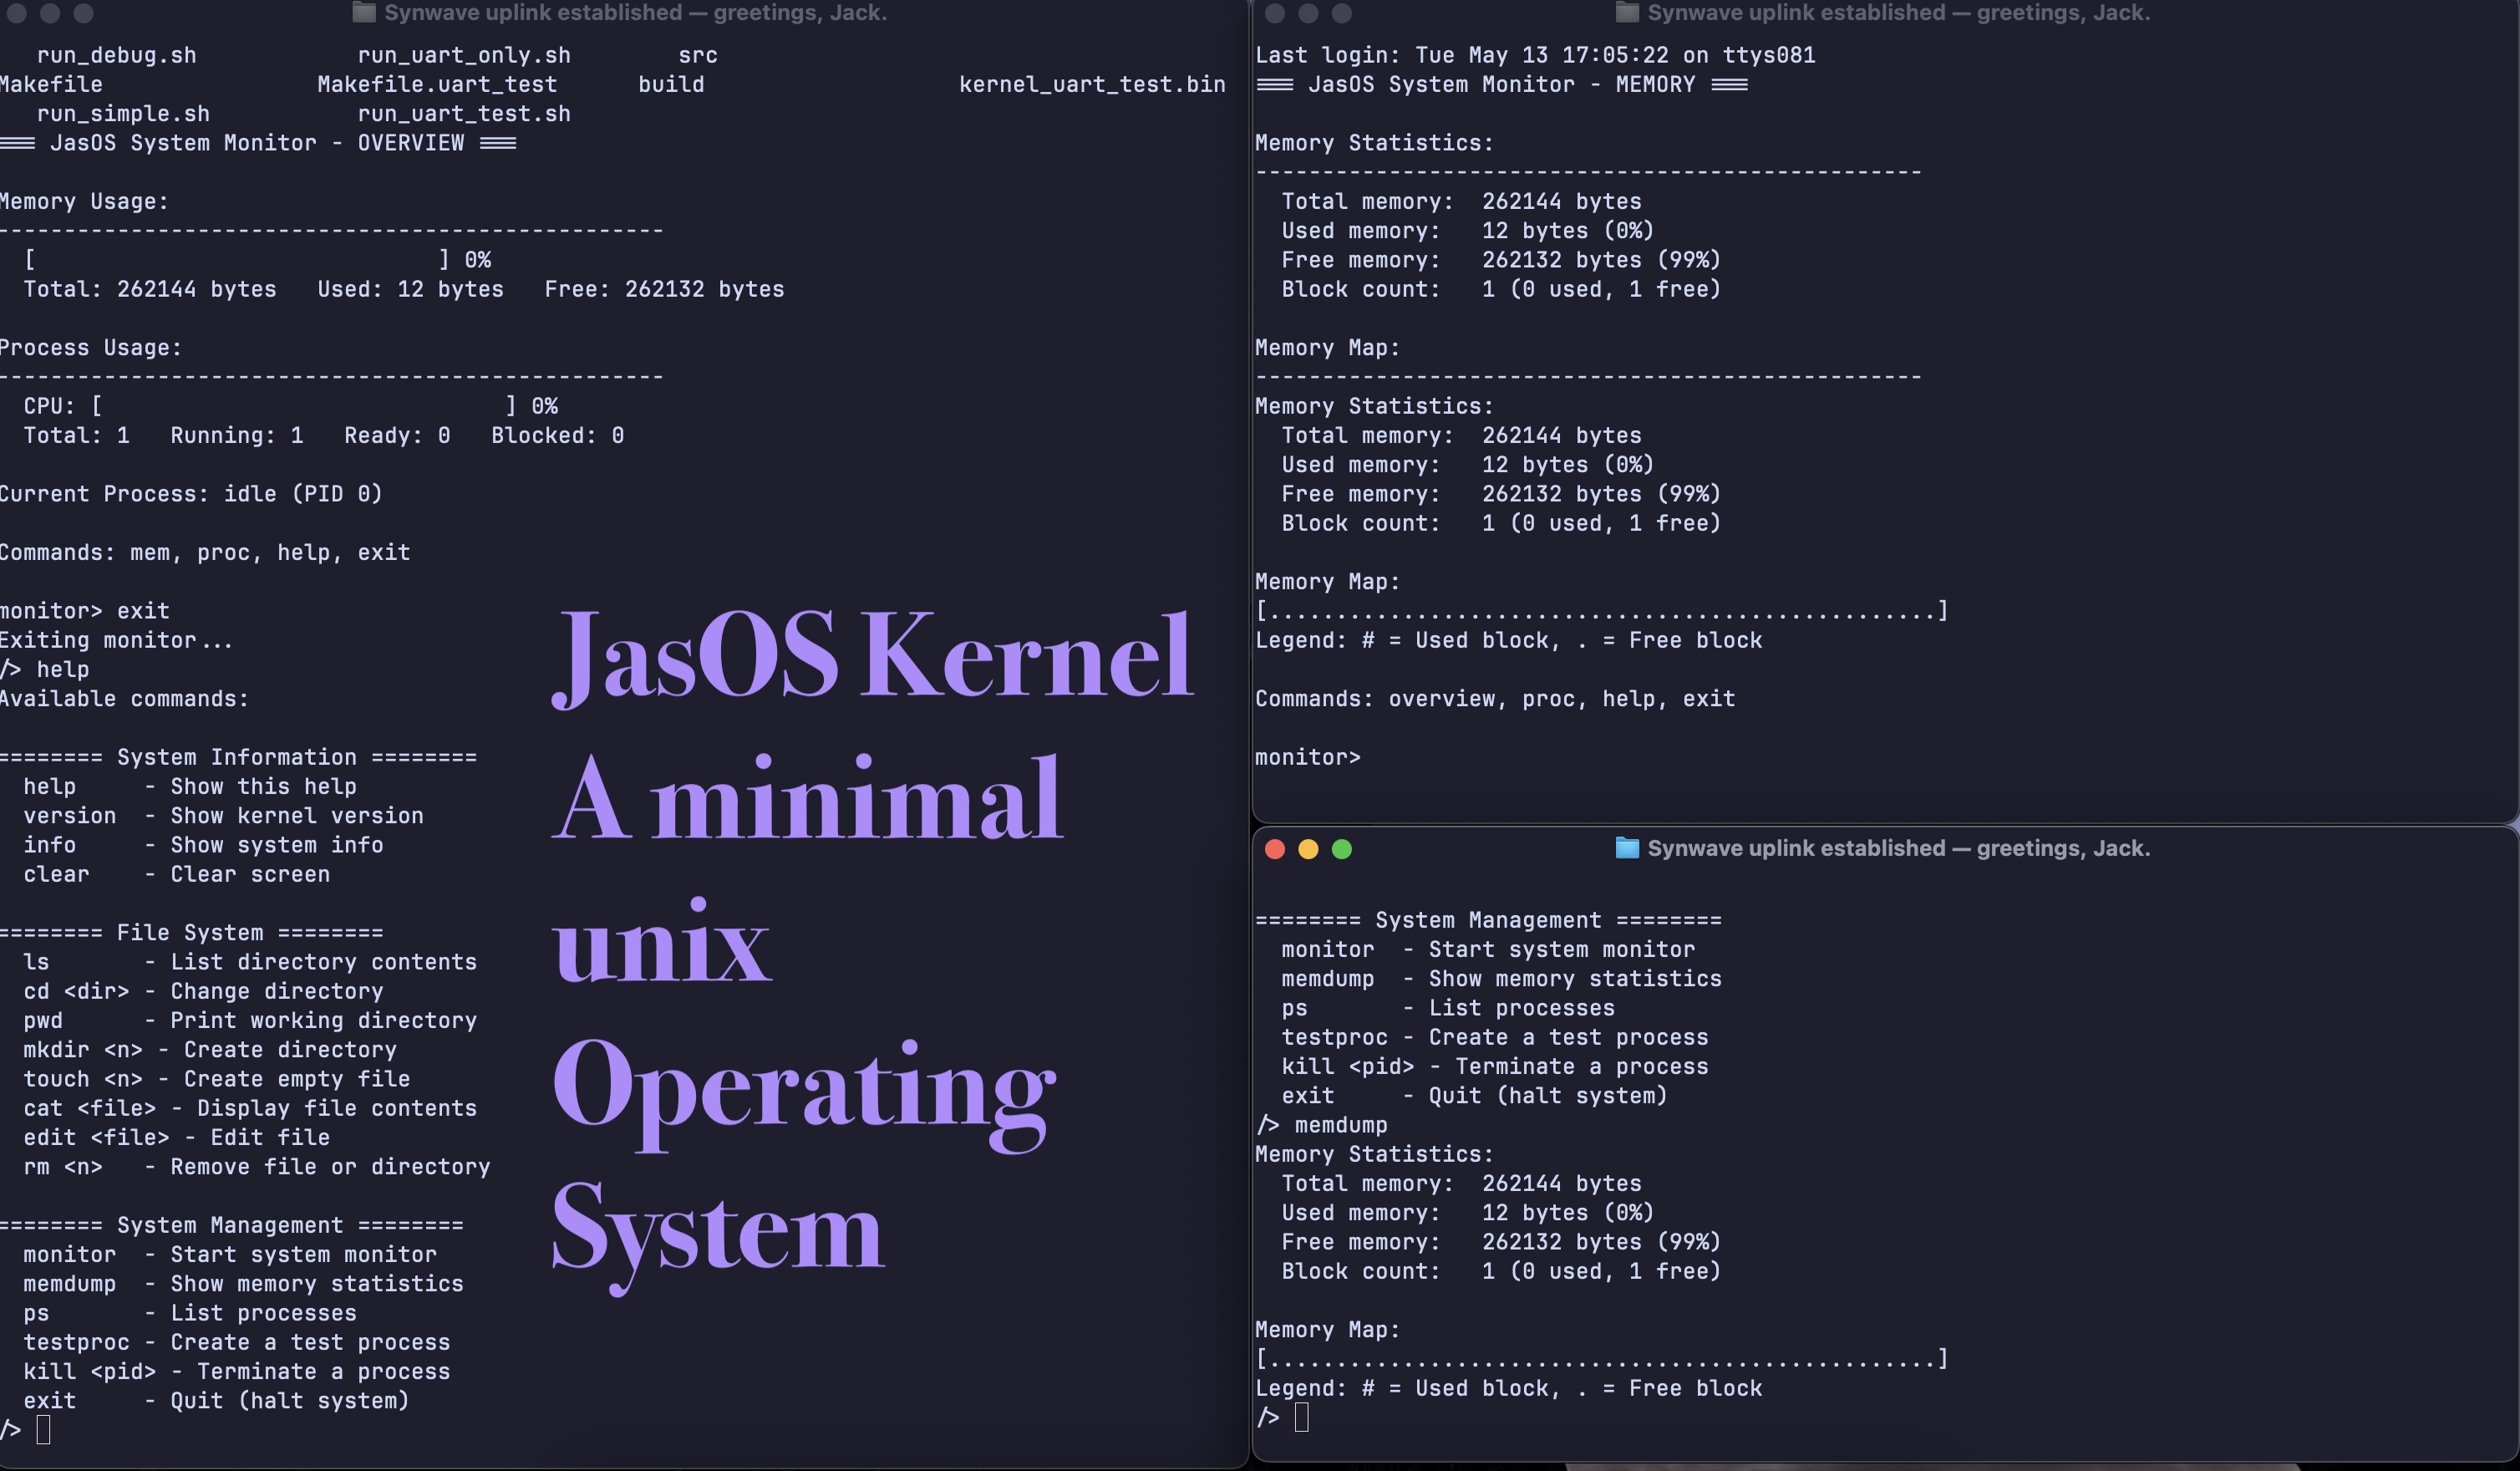 Synwave uplink established — greetings, Jack.
run_debug.sh run_uart_only.sh src
Makefile Makefile.uart_test build kernel_uart_test.bin
run_simple.sh run_uart_test.sh
=== JasOS System Monitor - OVERVIEW ===
Memory Usage:
--------------------------------------------------
[ ] 0%
Total: 262144 bytes Used: 12 bytes Free: 262132 bytes
Process Usage:
--------------------------------------------------
CPU: [ ] 0%
Total: 1 Running: 1 Ready: 0 Blocked: 0
Current Process: idle (PID 0)
Commands: mem, proc, help, exit
monitor> exit
Exiting monitor...
/> help
Available commands:
======== System Information ========
help - Show this help
version - Show kernel version
info - Show system info
clear - Clear screen
======== File System ========
ls - List directory contents
cd <dir> - Change directory
pwd - Print working directory
mkdir <n> - Create directory
touch <n> - Create empty file
cat <file> - Display file contents
edit <file> - Edit file
rm <n> - Remove file or directory
======== System Management ========
monitor - Start system monitor
memdump - Show memory statistics
ps - List processes
testproc - Create a test process
kill <pid> - Terminate a process
exit - Quit (halt system)
/>
JasOS Kernel
A minimal
unix
Operating
System
Synwave uplink established — greetings, Jack.
Last login: Tue May 13 17:05:22 on ttys081
=== JasOS System Monitor - MEMORY ===
Memory Statistics:
--------------------------------------------------
Total memory: 262144 bytes
Used memory: 12 bytes (0%)
Free memory: 262132 bytes (99%)
Block count: 1 (0 used, 1 free)
Memory Map:
--------------------------------------------------
Memory Statistics:
Total memory: 262144 bytes
Used memory: 12 bytes (0%)
Free memory: 262132 bytes (99%)
Block count: 1 (0 used, 1 free)
Memory Map:
[..................................................]
Legend: # = Used block, . = Free block
Commands: overview, proc, help, exit
monitor>
Synwave uplink established — greetings, Jack.
======== System Management ========
monitor - Start system monitor
memdump - Show memory statistics
ps - List processes
testproc - Create a test process
kill <pid> - Terminate a process
exit - Quit (halt system)
/> memdump
Memory Statistics:
Total memory: 262144 bytes
Used memory: 12 bytes (0%)
Free memory: 262132 bytes (99%)
Block count: 1 (0 used, 1 free)
Memory Map:
[..................................................]
Legend: # = Used block, . = Free block
/>